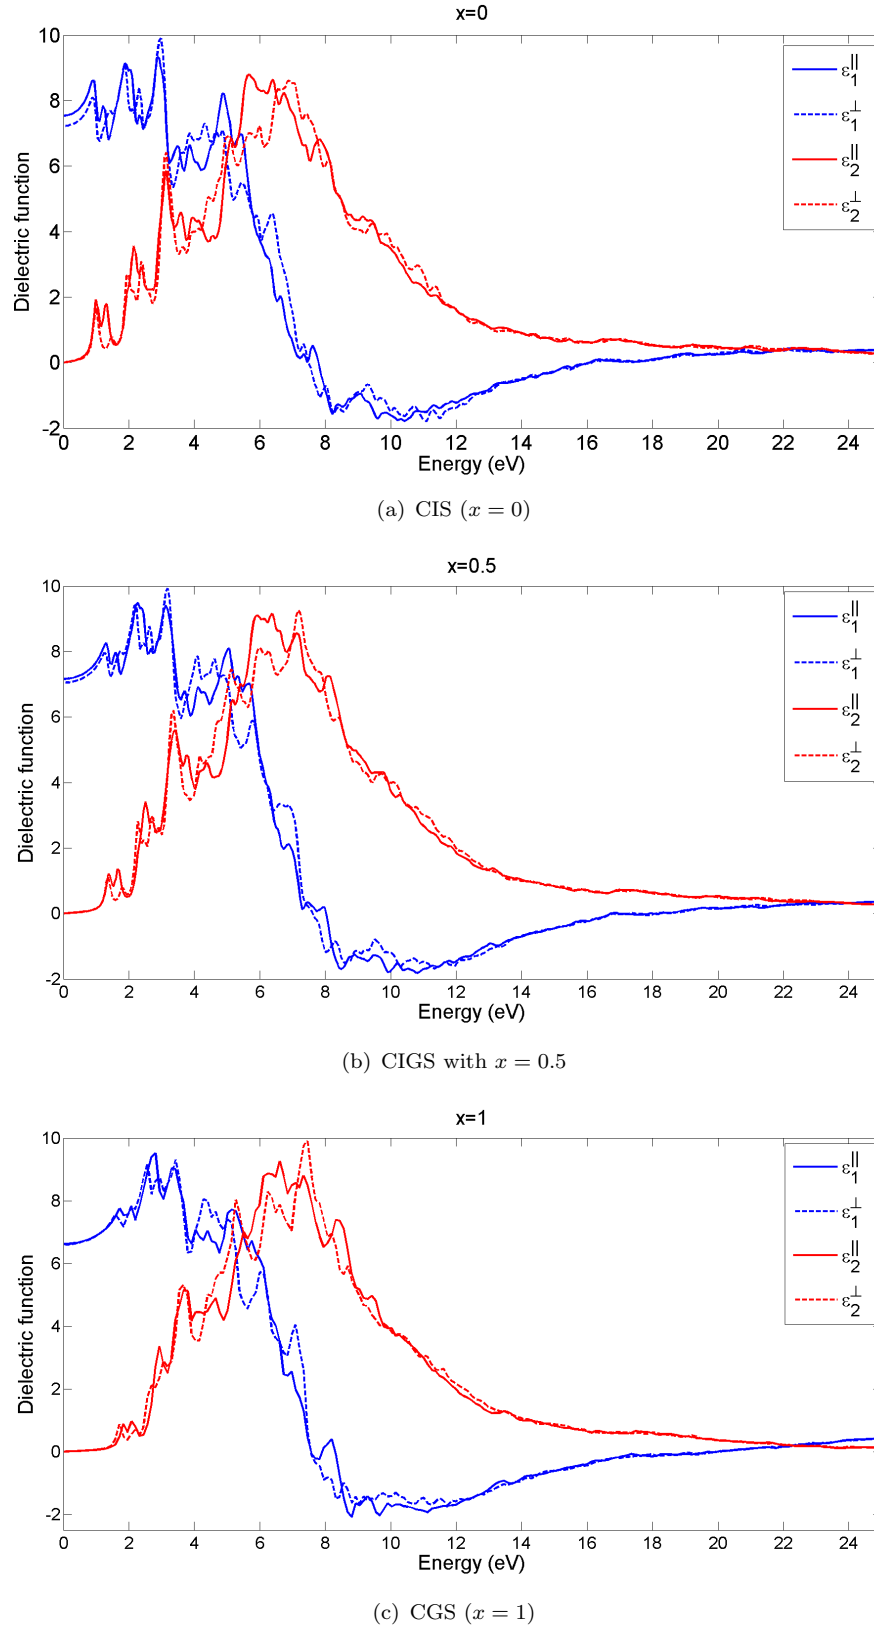 x=0
10
8
6
4
2
0
-2
Dielectric function
ε1||
ε1⊥
ε2||
ε2⊥
0 2 4 6 8 10 12 14 16 18 20 22 24
Energy (eV)
(a) CIS (x = 0)
x=0.5
10
8
6
4
2
0
-2
Dielectric function
ε1||
ε1⊥
ε2||
ε2⊥
0 2 4 6 8 10 12 14 16 18 20 22 24
Energy (eV)
(b) CIGS with x = 0.5
x=1
10
8
6
4
2
0
-2
Dielectric function
ε1||
ε1⊥
ε2||
ε2⊥
0 2 4 6 8 10 12 14 16 18 20 22 24
Energy (eV)
(c) CGS (x = 1)